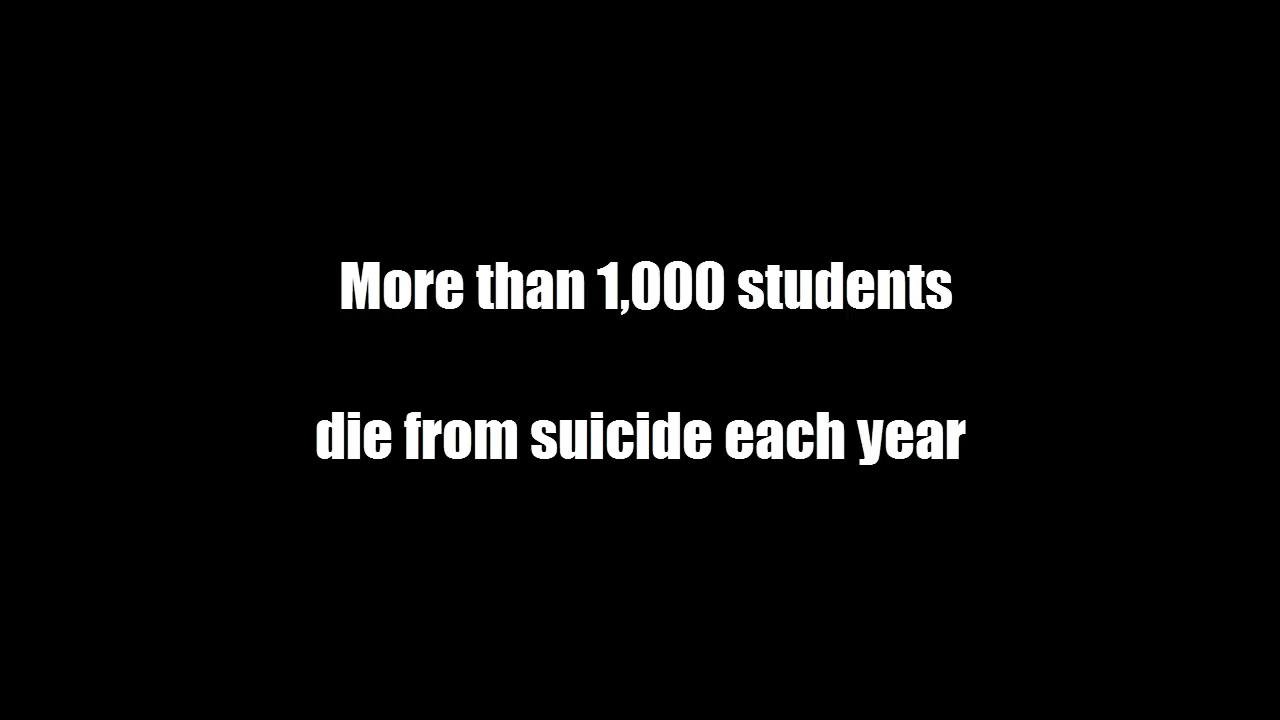 More than 1,000 students
die from suicide each year